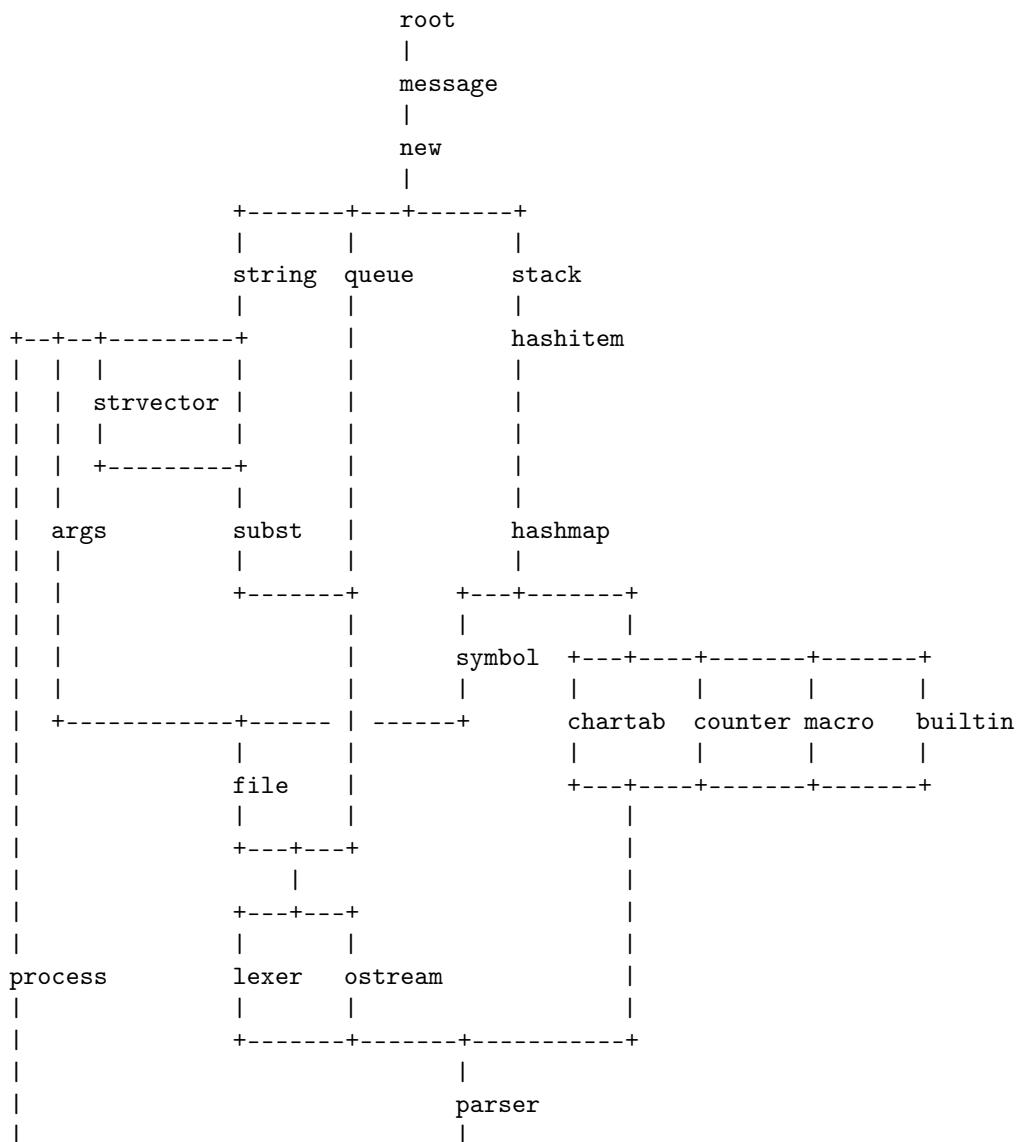 root
|
message
|
new
|
+-------+---+-------+
| | |
string queue stack
| | |
+--+--+---------+ | hashitem
| | | | | |
| | strvector | | |
| | | | | |
| | +---------+ | |
| | | | |
| args subst | hashmap
| | | | |
| | +-------+ +---+-------+
| | | | |
| | | symbol +---+----+-------+-------+
| | | | | | | |
| +------------+------ | ------+ chartab counter macro builtin
| | | | | | |
| file | +---+----+-------+-------+
| | | |
| +---+---+ |
| | |
| +---+---+ |
| | | |
process lexer ostream |
| | | |
| +-------+-------+-----------+
| |
| parser
| |